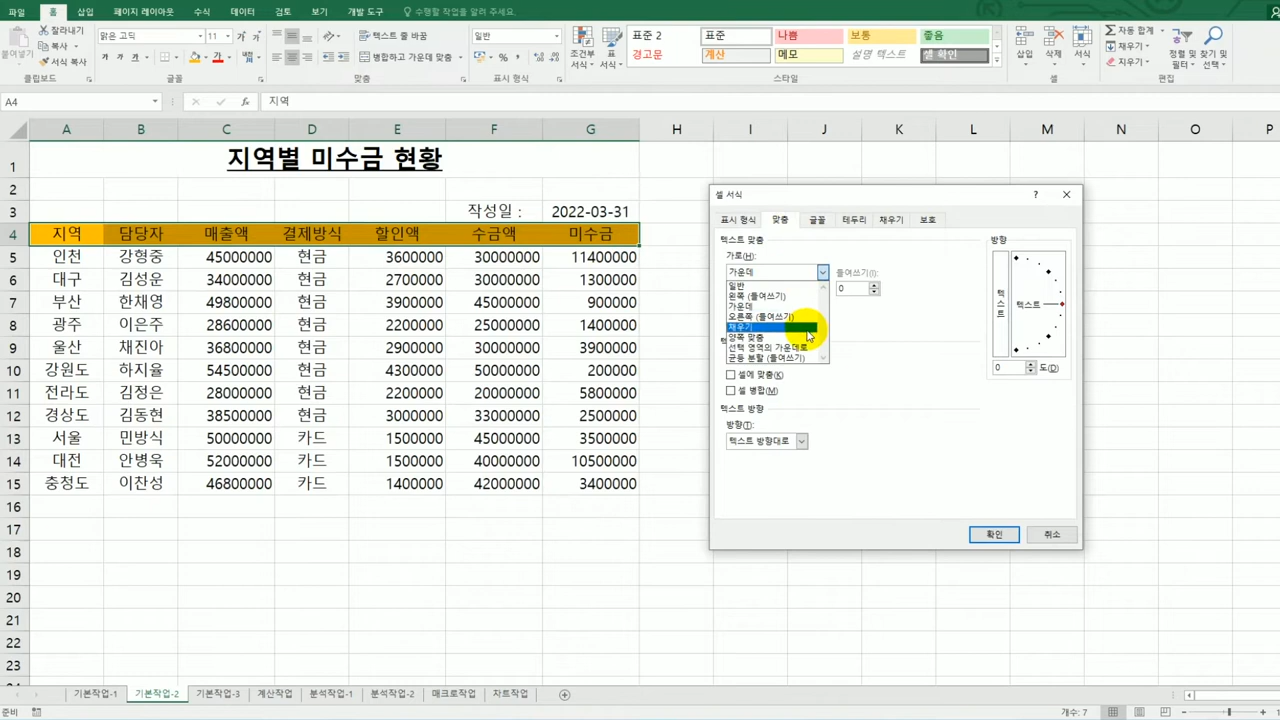 파일 홈 삽입 페이지 레이아웃 수식 데이터 검토 보기 개발 도구 수행할 작업을 알려 주세요.
붙여넣기 잘라내기 맑은 고딕 11 가 가 텍스트 줄 바꿈 일반 조건부 서식 표 서식 표준 2 표준 나쁨 보통 좋음 삽입 삭제 서식 자동 합계 정렬 및 필터 찾기 및 선택
복사 채우기
서식 복사 가 가 가 병합하고 가운데 맞춤 경고문 계산 메모 설명 텍스트 셀 확인 지우기
클립보드 글꼴 맞춤 표시 형식 스타일 셀 편집
A4 fx 지역
A B C D E F G H I J K L M N O P
1 지역별 미수금 현황
2
3 작성일 : 2022-03-31
4 지역 담당자 매출액 결제방식 할인액 수금액 미수금
5 인천 강형중 45000000 현금 3600000 30000000 11400000
6 대구 김성운 34000000 현금 2700000 30000000 1300000
7 부산 한채영 49800000 현금 3900000 45000000 900000
8 광주 이은주 28600000 현금 2200000 25000000 1400000
9 울산 채진아 36800000 현금 2900000 30000000 3900000
10 강원도 하지율 54500000 현금 4300000 50000000 200000
11 전라도 김정은 28000000 현금 2200000 20000000 5800000
12 경상도 김동현 38500000 현금 3000000 33000000 2500000
13 서울 민방식 50000000 카드 1500000 45000000 3500000
14 대전 안병욱 52000000 카드 1500000 40000000 10500000
15 충청도 이찬성 46800000 카드 1400000 42000000 3400000
16
17
18
19
20
21
22
23
셀 서식 ?
표시 형식 맞춤 글꼴 테두리 채우기 보호
텍스트 맞춤 방향
가로(H):
가운데 들여쓰기(I):
일반 0
왼쪽 (들여쓰기)
가운데
오른쪽 (들여쓰기)
채우기
양쪽 맞춤
선택 영역의 가운데로
균등 분할 (들여쓰기)
텍스트 텍스트
0 도(D)
셀에 맞춤(K)
셀 병합(M)
텍스트 방향
방향(T):
텍스트 방향대로
확인 취소
기본작업-1 기본작업-2 기본작업-3 계산작업 분석작업-1 분석작업-2 매크로작업 차트작업
준비 개수: 7